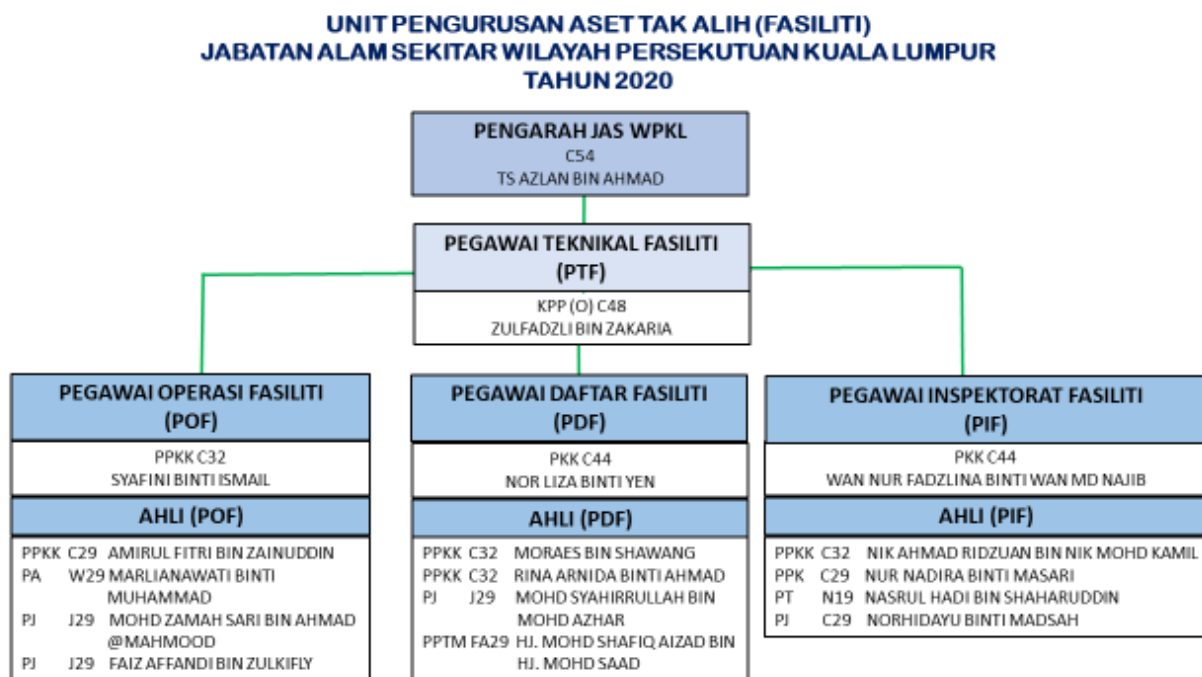 UNIT PENGURUSAN ASET TAK ALIH (FASILITI)
JABATAN ALAM SEKITAR WILAYAH PERSEKUTUAN KUALA LUMPUR
TAHUN 2020
PENGARAH JAS WPKL
C54
TS AZLAN BIN AHMAD
PEGAWAI TEKNIKAL FASILITI
(PTF)
KPP (O) C48
ZULFADZLI BIN ZAKARIA
PEGAWAI OPERASI FASILITI
(POF)
PPKK C32
SYAFINI BINTI ISMAIL
AHLI (POF)
PPKK C29 AMIRUL FITRI BIN ZAINUDDIN
PA W29 MARLIANAWATI BINTI
MUHAMMAD
PJ J29 MOHD ZAMAH SARI BIN AHMAD
@MAHMOOD
PJ J29 FAIZ AFFANDI BIN ZULKIFLY
PEGAWAI DAFTAR FASILITI
(PDF)
PKK C44
NOR LIZA BINTI YEN
AHLI (PDF)
PPKK C32 MORAES BIN SHAWANG
PPKK C32 RINA ARNIDA BINTI AHMAD
PJ J29 MOHD SYAHIRRULLAH BIN
MOHD AZHAR
PPTM FA29 HJ. MOHD SHAFIQ AIZAD BIN
HJ. MOHD SAAD
PEGAWAI INSPEKTORAT FASILITI
(PIF)
PKK C44
WAN NUR FADZLINA BINTI WAN MD NAJIB
AHLI (PIF)
PPKK C32 NIK AHMAD RIDZUAN BIN NIK MOHD KAMIL
PPK C29 NUR NADIRA BINTI MASARI
PT N19 NASRUL HADI BIN SHAHARUDDIN
PJ C29 NORHIDAYU BINTI MADSAH